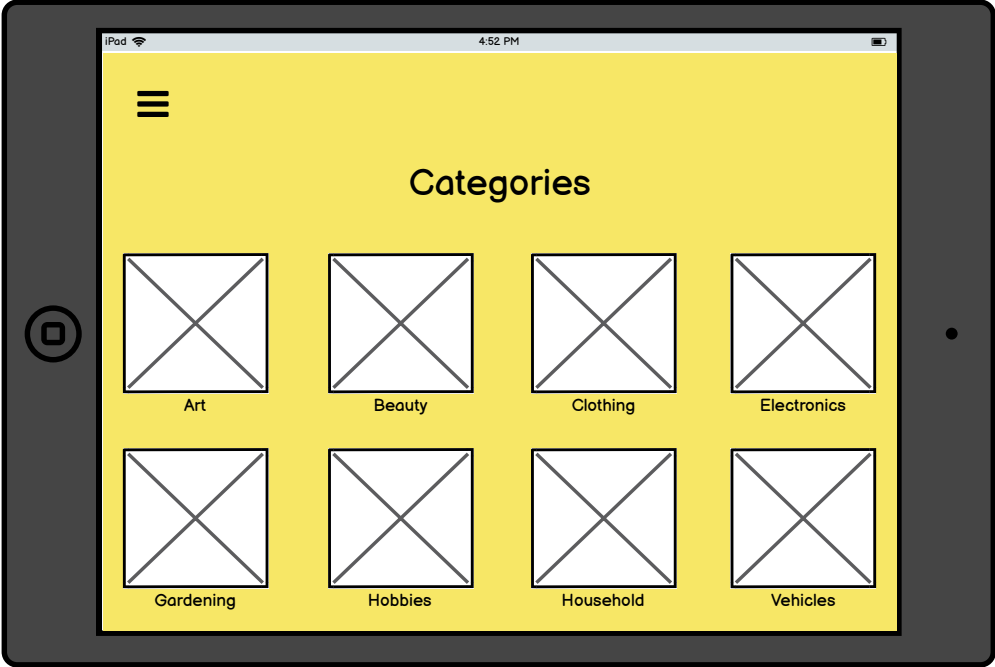 iPad 4:52 PM
Categories
Art Beauty Clothing Electronics
Gardening Hobbies Household Vehicles